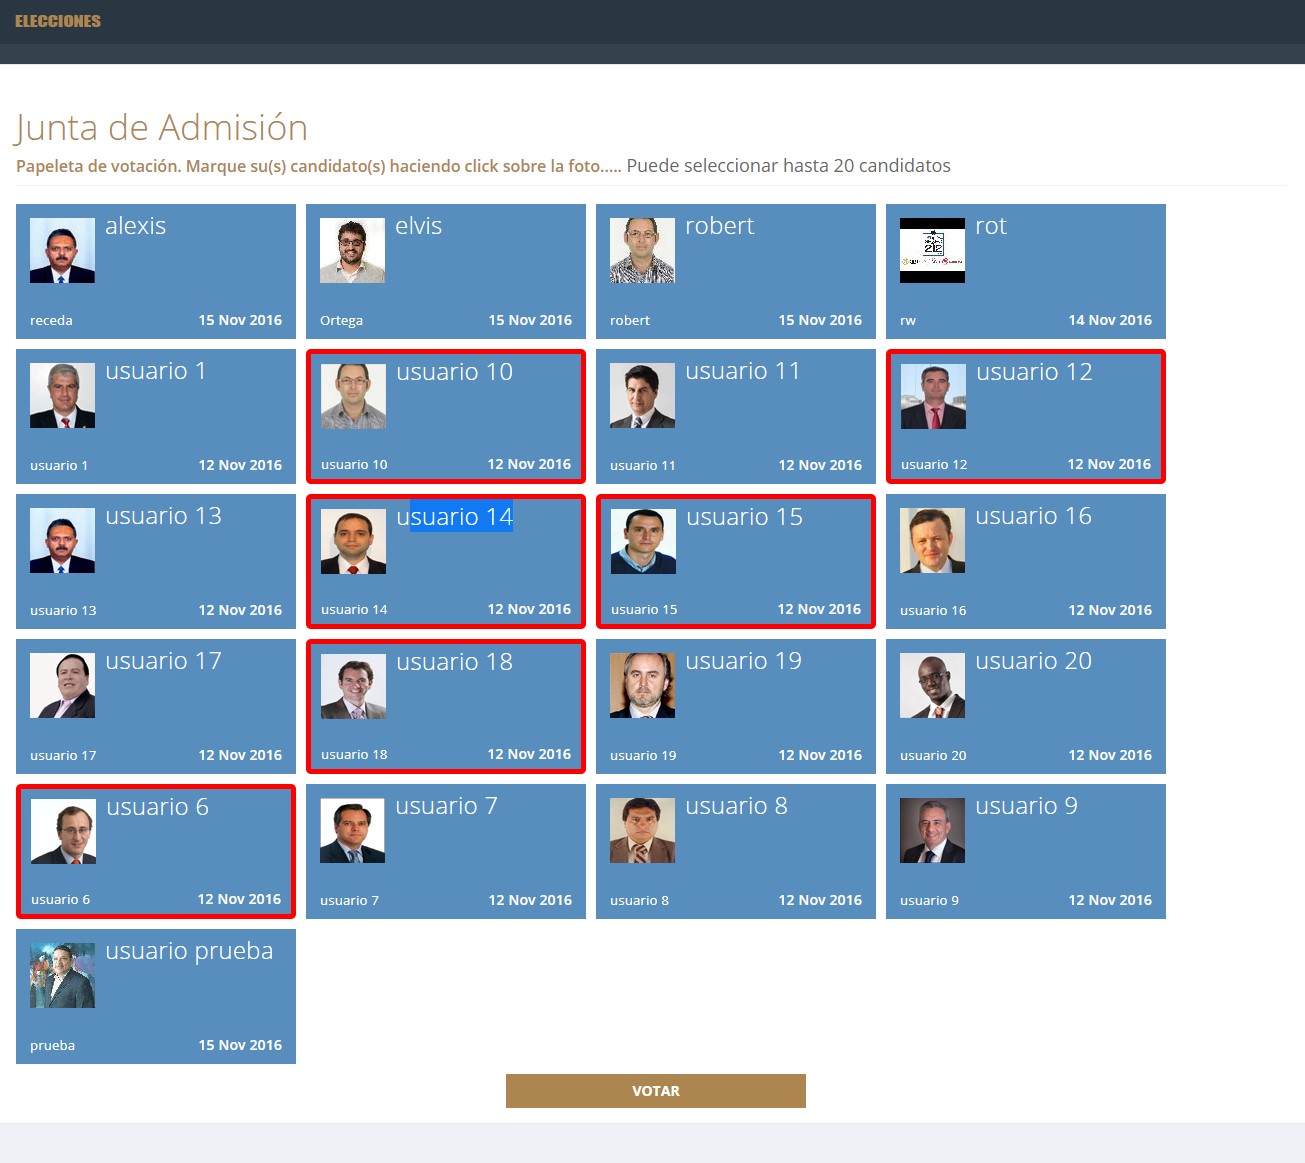 ELECCIONES
Junta de Admisión
Papeleta de votación. Marque su(s) candidato(s) haciendo click sobre la foto..... Puede seleccionar hasta 20 candidatos
alexis
receda 15 Nov 2016
elvis
Ortega 15 Nov 2016
robert
robert 15 Nov 2016
rot
212
rw 14 Nov 2016
usuario 1
usuario 1 12 Nov 2016
usuario 10
usuario 10 12 Nov 2016
usuario 11
usuario 11 12 Nov 2016
usuario 12
usuario 12 12 Nov 2016
usuario 13
usuario 13 12 Nov 2016
usuario 14
usuario 14 12 Nov 2016
usuario 15
usuario 15 12 Nov 2016
usuario 16
usuario 16 12 Nov 2016
usuario 17
usuario 17 12 Nov 2016
usuario 18
usuario 18 12 Nov 2016
usuario 19
usuario 19 12 Nov 2016
usuario 20
usuario 20 12 Nov 2016
usuario 6
usuario 6 12 Nov 2016
usuario 7
usuario 7 12 Nov 2016
usuario 8
usuario 8 12 Nov 2016
usuario 9
usuario 9 12 Nov 2016
usuario prueba
prueba 15 Nov 2016
VOTAR